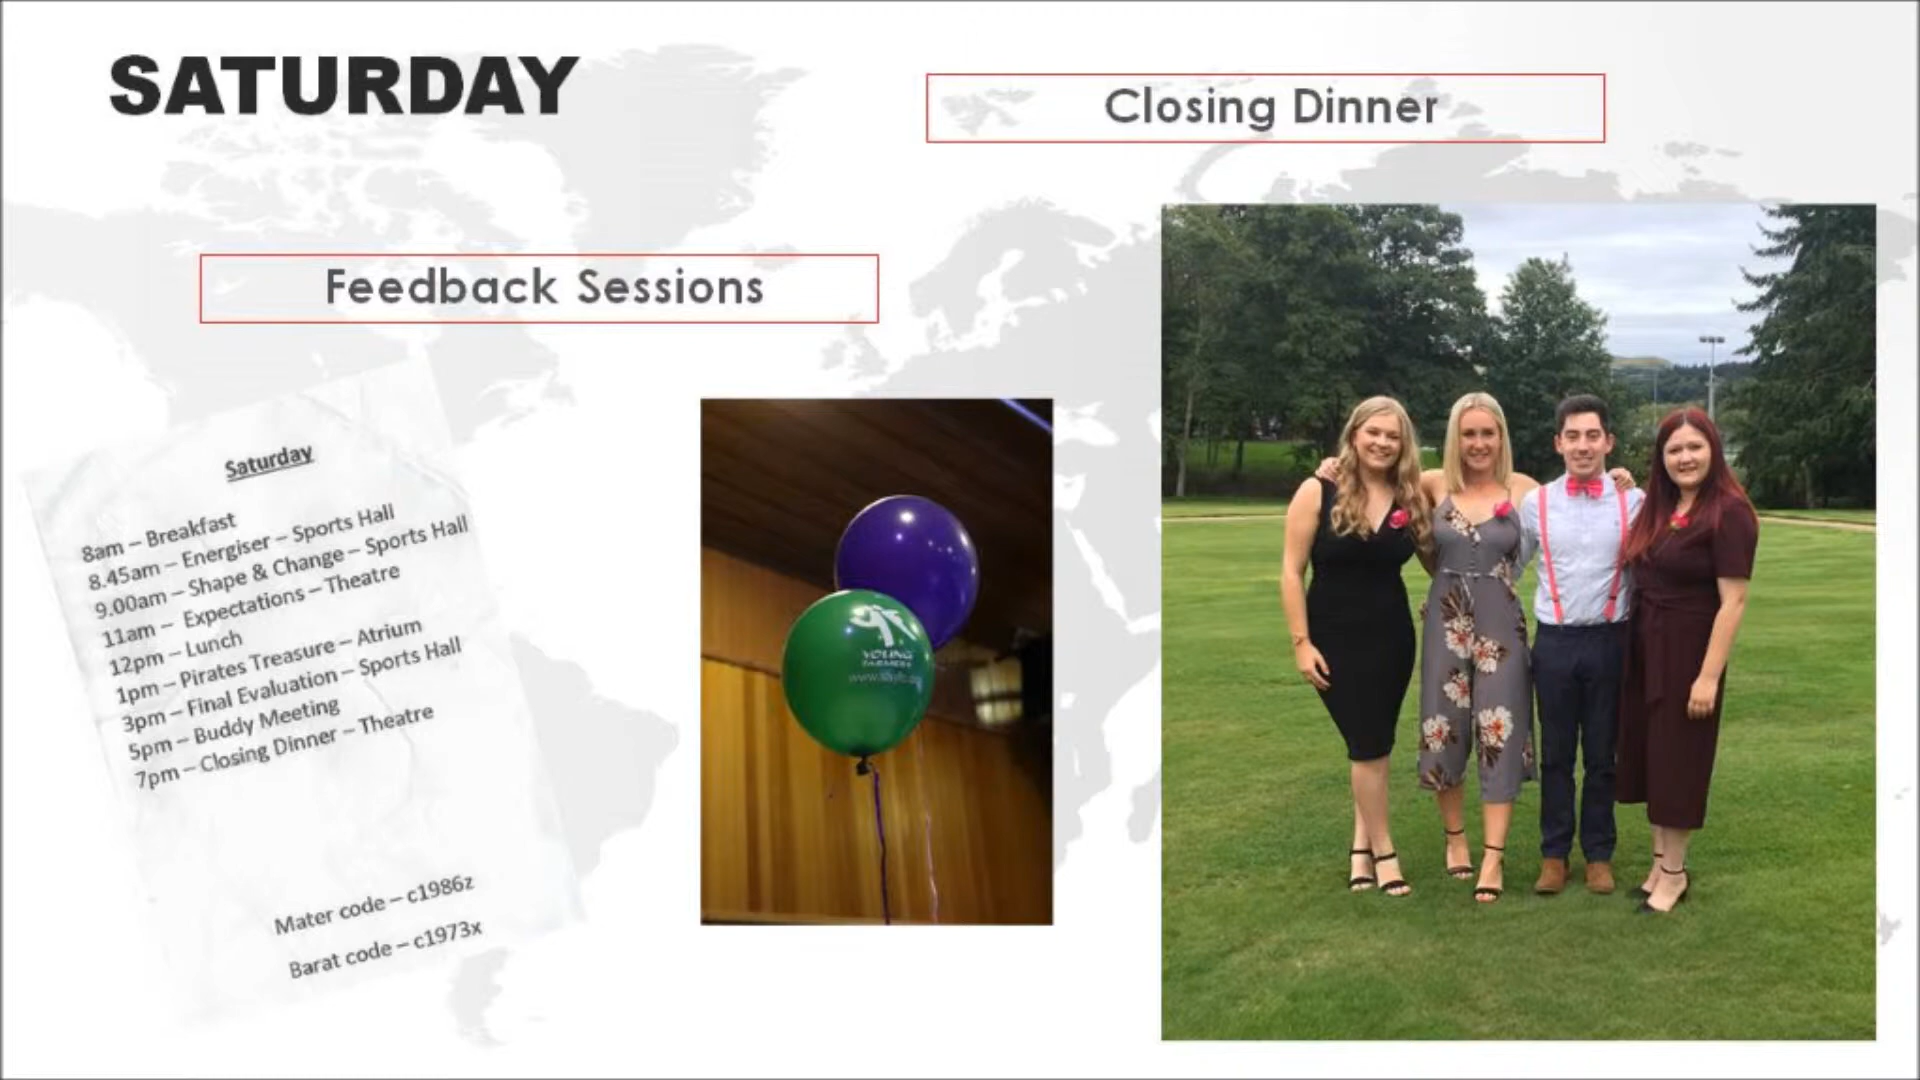 SATURDAY
Closing Dinner
Feedback Sessions
Saturday
8am – Breakfast
8.45am – Energiser – Sports Hall
9.00am – Shape & Change – Sports Hall
11am – Expectations – Theatre
12pm – Lunch
1pm – Pirates Treasure – Atrium
3pm – Final Evaluation – Sports Hall
5pm – Buddy Meeting
7pm – Closing Dinner – Theatre
Mater code – c1986z
Barat code – c1973x
YOUNG
FARMERS